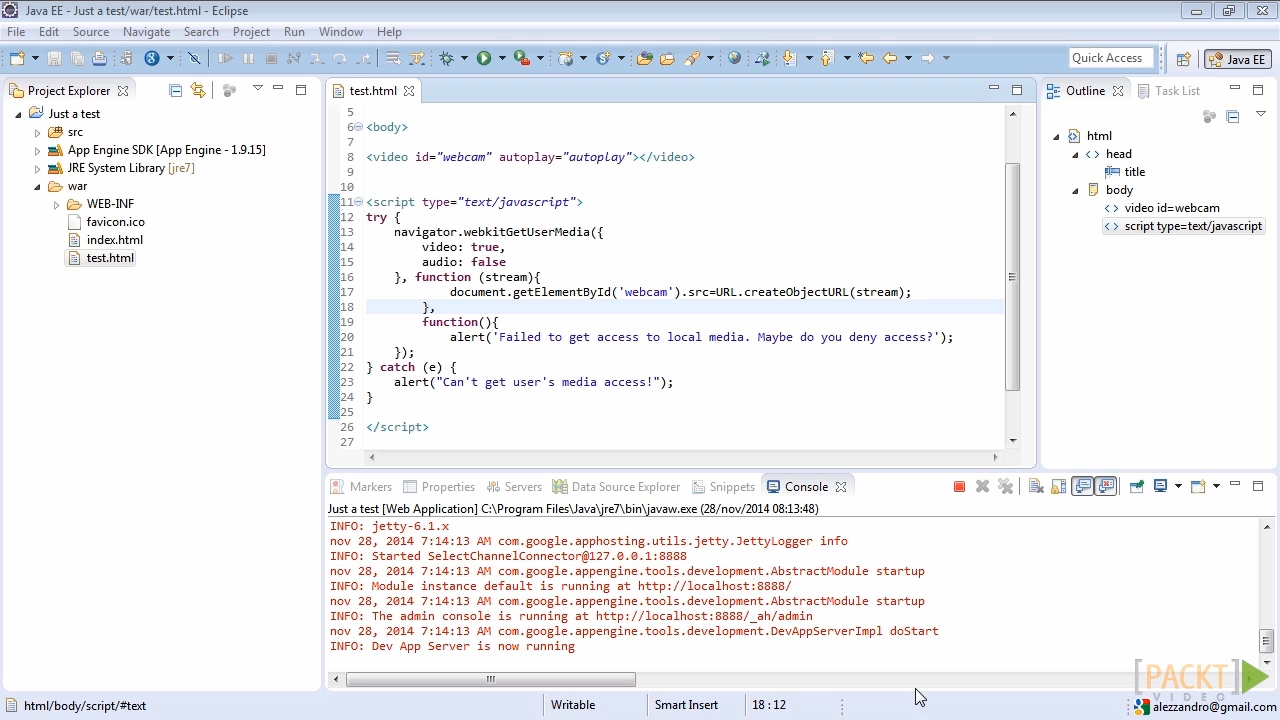 Java EE - Just a test/war/test.html - Eclipse
File Edit Source Navigate Search Project Run Window Help
Quick Access
Java EE
Project Explorer
Just a test
src
App Engine SDK [App Engine - 1.9.15]
JRE System Library [jre7]
war
WEB-INF
favicon.ico
index.html
test.html
test.html
5
6 <body>
7
8 <video id="webcam" autoplay="autoplay"></video>
9
10
11 <script type="text/javascript">
12 try {
13 navigator.webkitGetUserMedia({
14 video: true,
15 audio: false
16 }, function (stream){
17 document.getElementById('webcam').src=URL.createObjectURL(stream);
18 },
19 function(){
20 alert('Failed to get access to local media. Maybe do you deny access?');
21 });
22 } catch (e) {
23 alert("Can't get user's media access!");
24 }
25
26 </script>
27
Outline Task List
html
head
title
body
video id=webcam
script type=text/javascript
Markers Properties Servers Data Source Explorer Snippets Console
Just a test [Web Application] C:\Program Files\Java\jre7\bin\javaw.exe (28/nov/2014 08:13:48)
INFO: jetty-6.1.x
nov 28, 2014 7:14:13 AM com.google.apphosting.utils.jetty.JettyLogger info
INFO: Started SelectChannelConnector@127.0.0.1:8888
nov 28, 2014 7:14:13 AM com.google.appengine.tools.development.AbstractModule startup
INFO: Module instance default is running at http://localhost:8888/
nov 28, 2014 7:14:13 AM com.google.appengine.tools.development.AbstractModule startup
INFO: The admin console is running at http://localhost:8888/_ah/admin
nov 28, 2014 7:14:13 AM com.google.appengine.tools.development.DevAppServerImpl doStart
INFO: Dev App Server is now running
[PACKT]
VIDEO
html/body/script/#text
Writable
Smart Insert
18 : 12
alezzandro@gmail.com